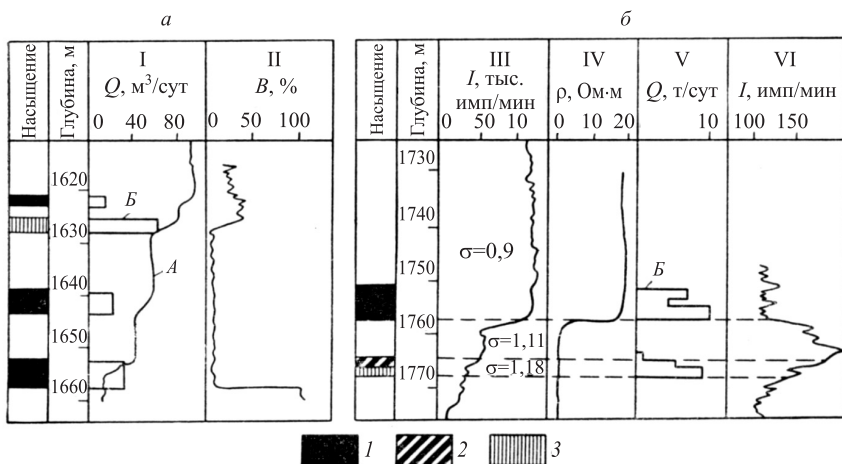 а
б
Насыщение
Глубина, м
I
Q, м³/сут
0 40 80
II
B, %
0 50 100
1620
1630
1640
1650
1660
Б
А
Насыщение
Глубина, м
III
I, тыс.
имп/мин
50 10
IV
ρ, Ом·м
0 20
V
Q, т/сут
10
VI
I, имп/мин
100 150
1730
1740
1750
1760
1770
σ=0,9
σ=1,11
σ=1,18
Б
1
2
3